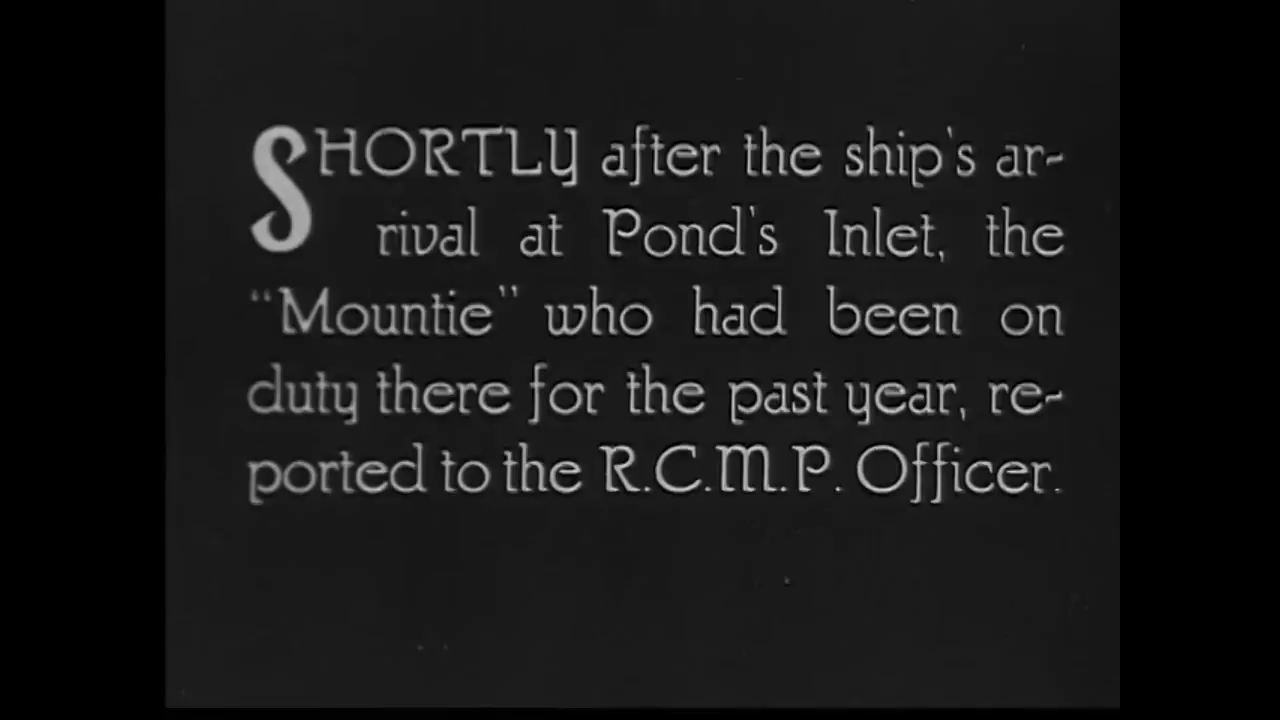 SHORTLY after the ship's ar-
rival at Pond's Inlet, the
"Mountie" who had been on
duty there for the past year, re-
ported to the R.C.M.P. Officer.